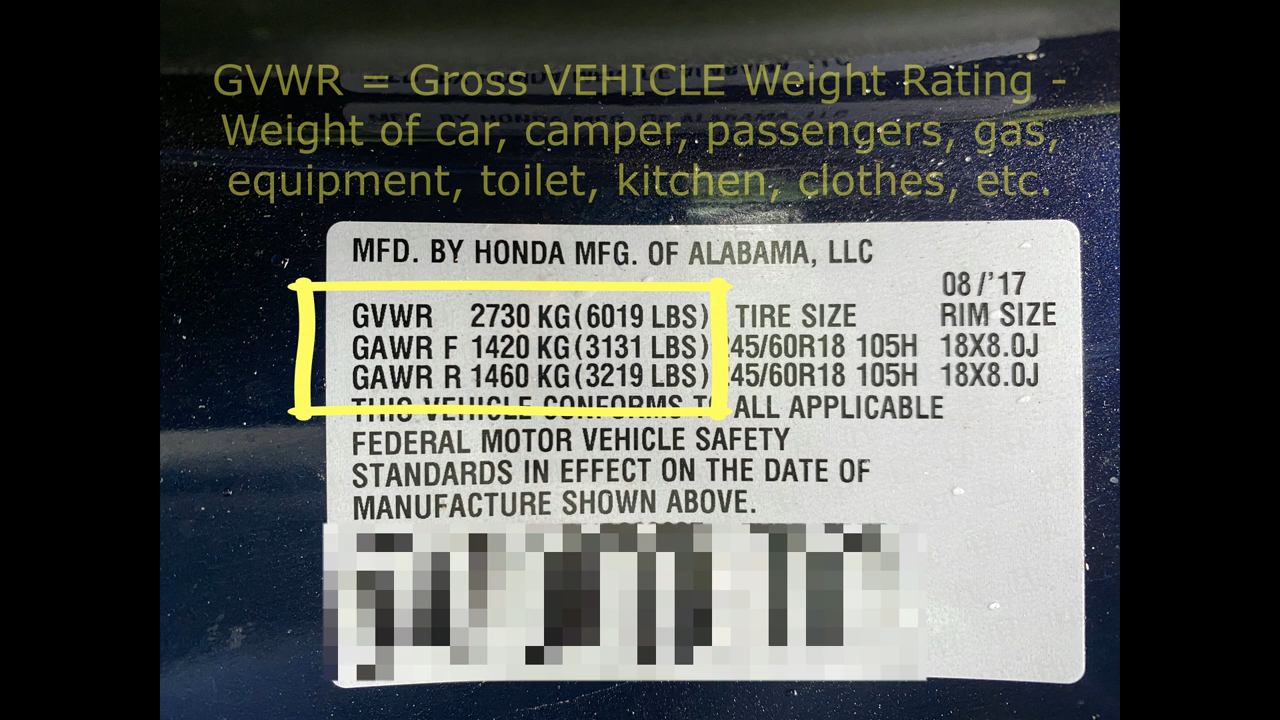 GVWR = Gross VEHICLE Weight Rating -
Weight of car, camper, passengers, gas,
equipment, toilet, kitchen, clothes, etc.
MFD. BY HONDA MFG. OF ALABAMA, LLC
08/'17
GVWR 2730 KG(6019 LBS) TIRE SIZE RIM SIZE
GAWR F 1420 KG(3131 LBS) 245/60R18 105H 18X8.0J
GAWR R 1460 KG(3219 LBS) 245/60R18 105H 18X8.0J
THIS VEHICLE CONFORMS TO ALL APPLICABLE
FEDERAL MOTOR VEHICLE SAFETY
STANDARDS IN EFFECT ON THE DATE OF
MANUFACTURE SHOWN ABOVE.